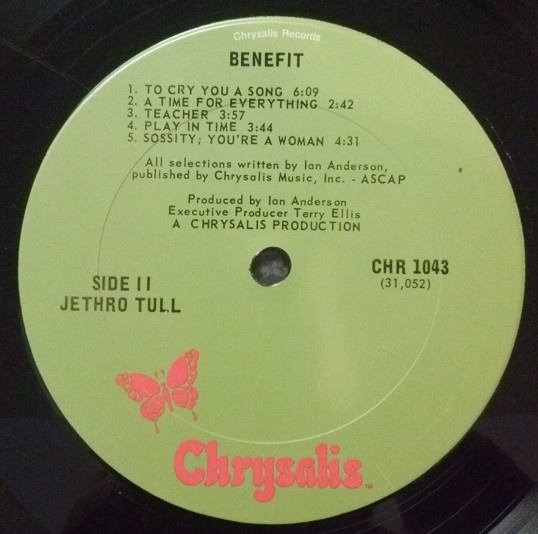 Chrysalis Records
BENEFIT
1. TO CRY YOU A SONG 6:09
2. A TIME FOR EVERYTHING 2:42
3. TEACHER 3:57
4. PLAY IN TIME 3:44
5. SOSSITY; YOU'RE A WOMAN 4:31
All selections written by Ian Anderson,
published by Chrysalis Music, Inc. - ASCAP
Produced by Ian Anderson
Executive Producer Terry Ellis
A CHRYSALIS PRODUCTION
CHR 1043
(31,052)
SIDE II
JETHRO TULL
Chrysalis TM